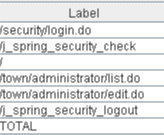 Label
/security/login.do
/j_spring_security_check
/
/town/administrator/list.do
/town/administrator/edit.do
/j_spring_security_logout
TOTAL